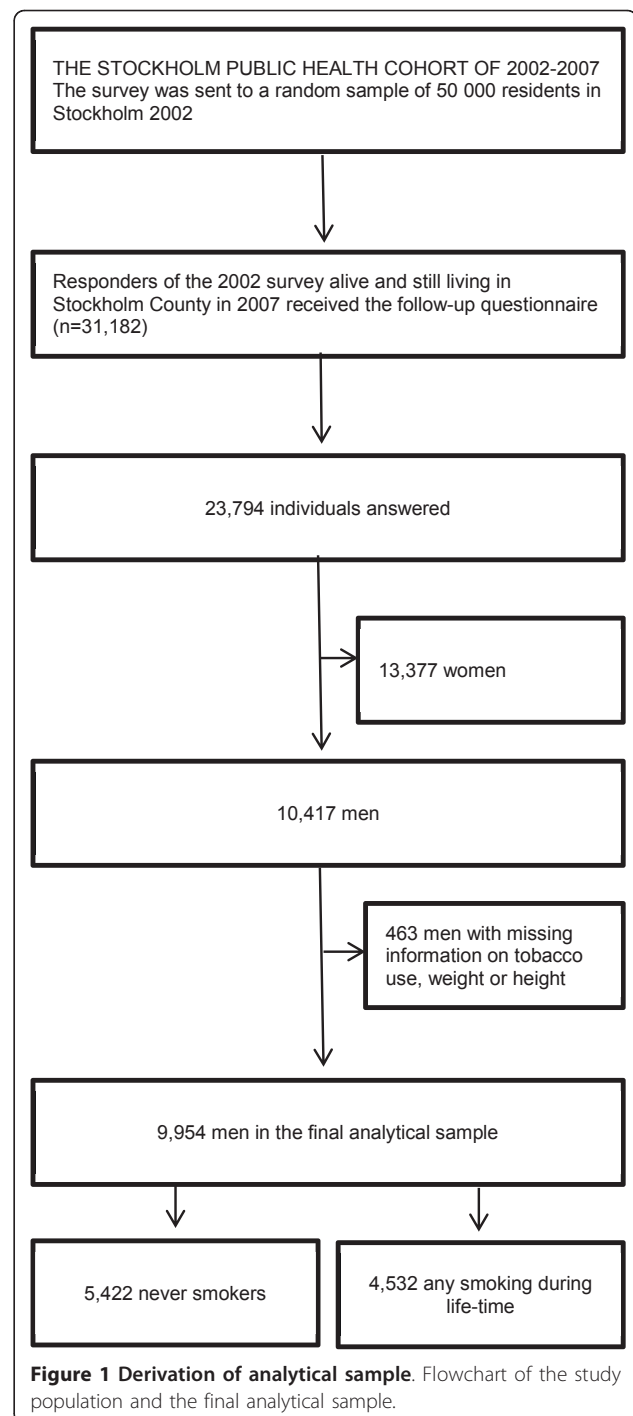 THE STOCKHOLM PUBLIC HEALTH COHORT OF 2002-2007
The survey was sent to a random sample of 50 000 residents in
Stockholm 2002
Responders of the 2002 survey alive and still living in
Stockholm County in 2007 received the follow-up questionnaire
(n=31,182)
23,794 individuals answered
13,377 women
10,417 men
463 men with missing
information on tobacco
use, weight or height
9,954 men in the final analytical sample
5,422 never smokers
4,532 any smoking during
life-time
Figure 1 Derivation of analytical sample. Flowchart of the study
population and the final analytical sample.